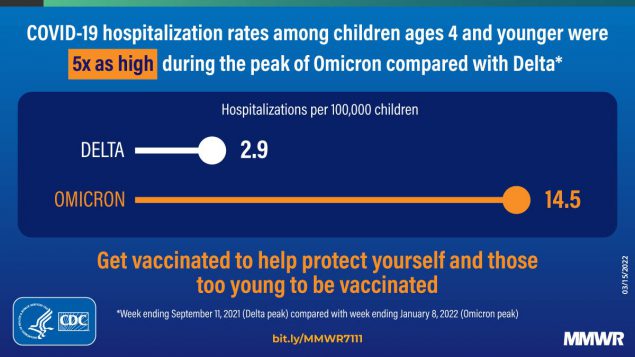 COVID-19 hospitalization rates among children ages 4 and younger were
5x as high during the peak of Omicron compared with Delta*
Hospitalizations per 100,000 children
DELTA 2.9
OMICRON 14.5
Get vaccinated to help protect yourself and those
too young to be vaccinated
*Week ending September 11, 2021 (Delta peak) compared with week ending January 8, 2022 (Omicron peak)
03/15/2022
CDC
bit.ly/MMWR7111
MMWR